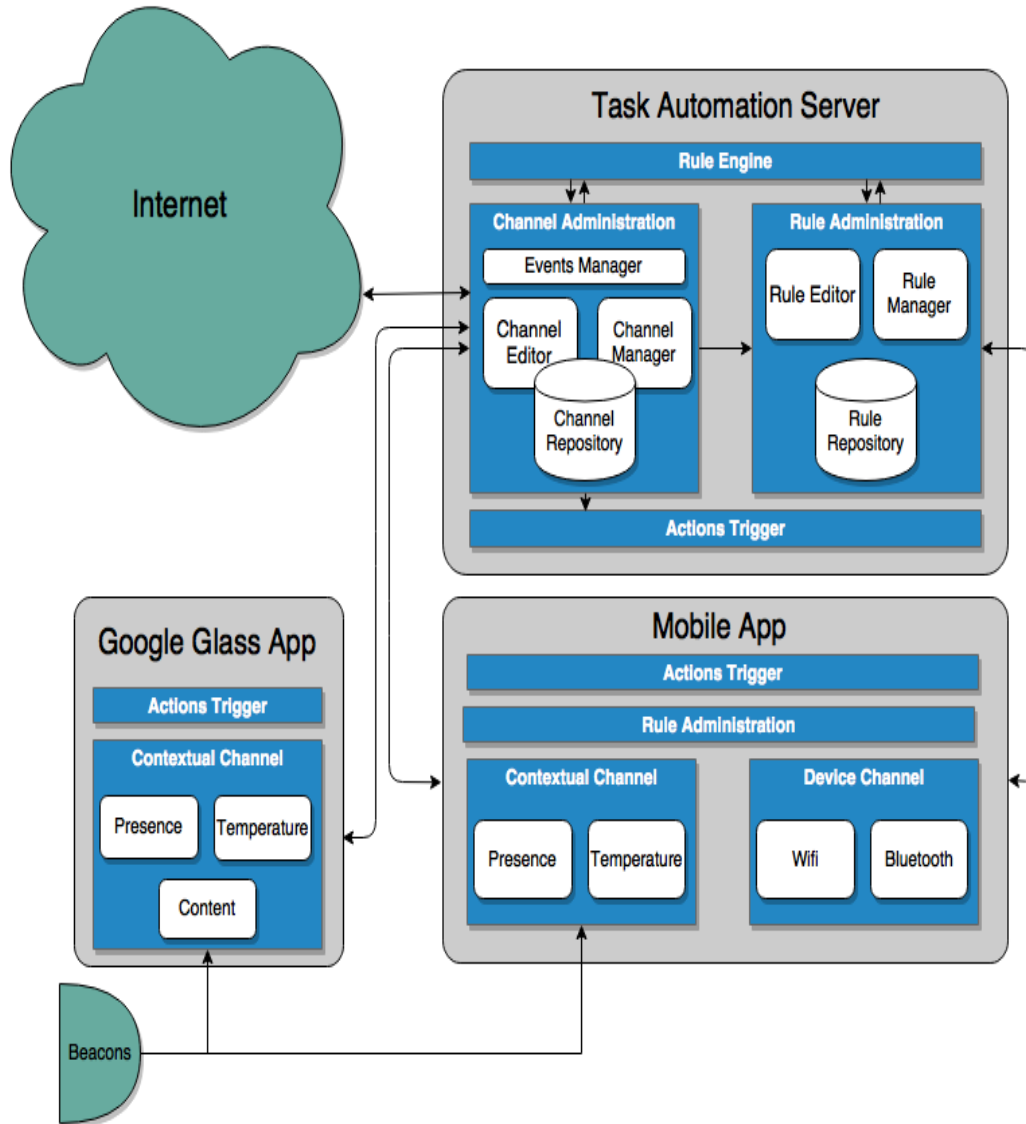 Internet
Task Automation Server
Rule Engine
Channel Administration
Events Manager
Channel
Editor
Channel
Manager
Channel
Repository
Rule Administration
Rule Editor
Rule
Manager
Rule
Repository
Actions Trigger
Google Glass App
Actions Trigger
Contextual Channel
Presence
Temperature
Content
Mobile App
Actions Trigger
Rule Administration
Contextual Channel
Presence
Temperature
Device Channel
Wifi
Bluetooth
Beacons